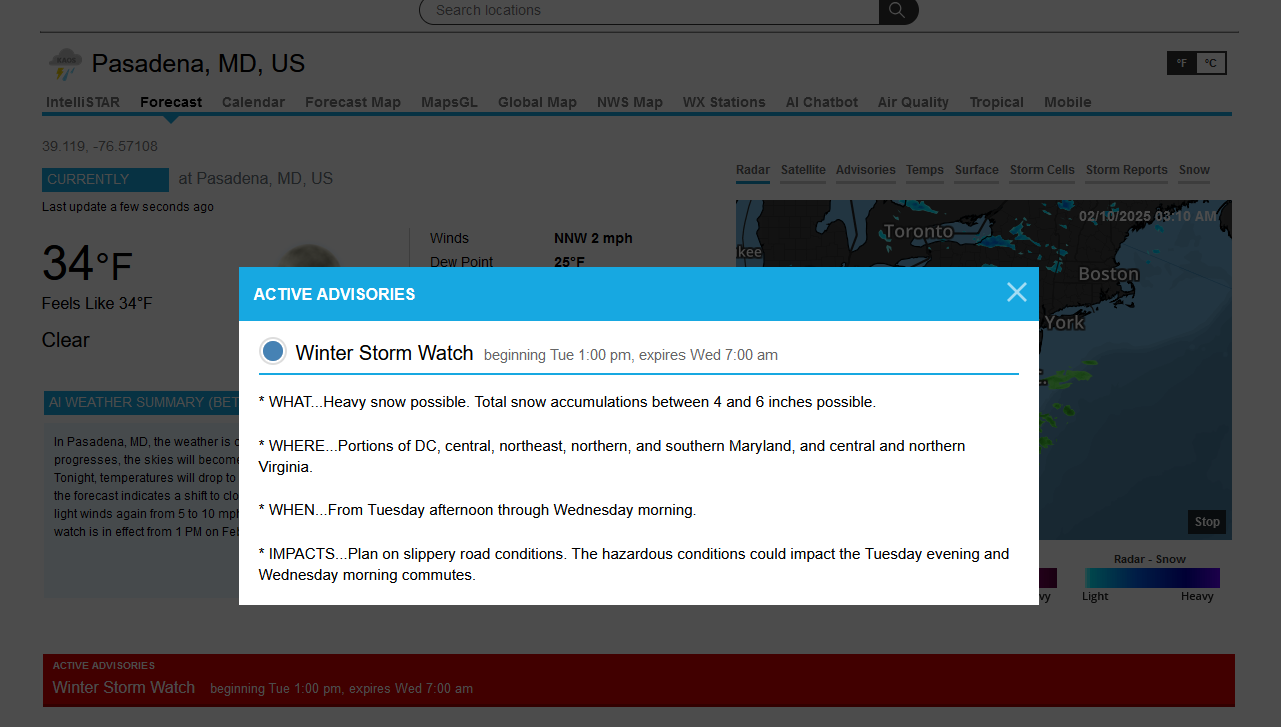 Search locations
Pasadena, MD, US
°F °C
IntelliSTAR Forecast Calendar Forecast Map MapsGL Global Map NWS Map WX Stations AI Chatbot Air Quality Tropical Mobile
39.119, -76.57108
CURRENTLY at Pasadena, MD, US
Last update a few seconds ago
34°F
Feels Like 34°F
Clear
Winds NNW 2 mph
Dew Point 25°F
Radar Satellite Advisories Temps Surface Storm Cells Storm Reports Snow
02/10/2025 03:10 AM
Toronto
kee
Boston
York
ACTIVE ADVISORIES
Winter Storm Watch beginning Tue 1:00 pm, expires Wed 7:00 am
* WHAT...Heavy snow possible. Total snow accumulations between 4 and 6 inches possible.
* WHERE...Portions of DC, central, northeast, northern, and southern Maryland, and central and northern
Virginia.
* WHEN...From Tuesday afternoon through Wednesday morning.
* IMPACTS...Plan on slippery road conditions. The hazardous conditions could impact the Tuesday evening and
Wednesday morning commutes.
AI WEATHER SUMMARY (BET
In Pasadena, MD, the weather is c
progresses, the skies will become
Tonight, temperatures will drop to
the forecast indicates a shift to clo
light winds again from 5 to 10 mph
watch is in effect from 1 PM on Feb
Stop
Radar - Snow
vy
Light Heavy
ACTIVE ADVISORIES
Winter Storm Watch beginning Tue 1:00 pm, expires Wed 7:00 am